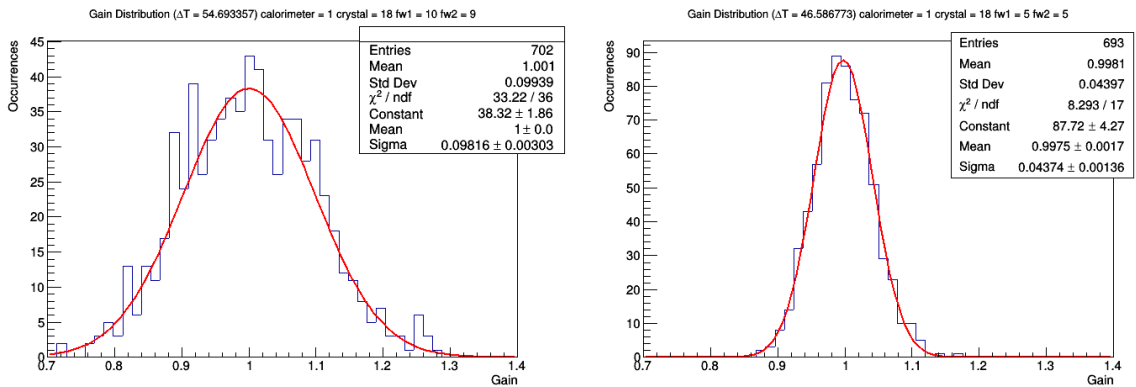 Gain Distribution (ΔT = 54.693357) calorimeter = 1 crystal = 18 fw1 = 10 fw2 = 9
Occurrences
45
40
35
30
25
20
15
10
5
0
0.7
0.8
0.9
1
1.1
1.2
1.3
1.4
Gain
Entries 702
Mean 1.001
Std Dev 0.09939
χ² / ndf 33.22 / 36
Constant 38.32 ± 1.86
Mean 1 ± 0.0
Sigma 0.09816 ± 0.00303
Gain Distribution (ΔT = 46.586773) calorimeter = 1 crystal = 18 fw1 = 5 fw2 = 5
Occurrences
90
80
70
60
50
40
30
20
10
0
0.7
0.8
0.9
1
1.1
1.2
1.3
1.4
Gain
Entries 693
Mean 0.9981
Std Dev 0.04397
χ² / ndf 8.293 / 17
Constant 87.72 ± 4.27
Mean 0.9975 ± 0.0017
Sigma 0.04374 ± 0.00136